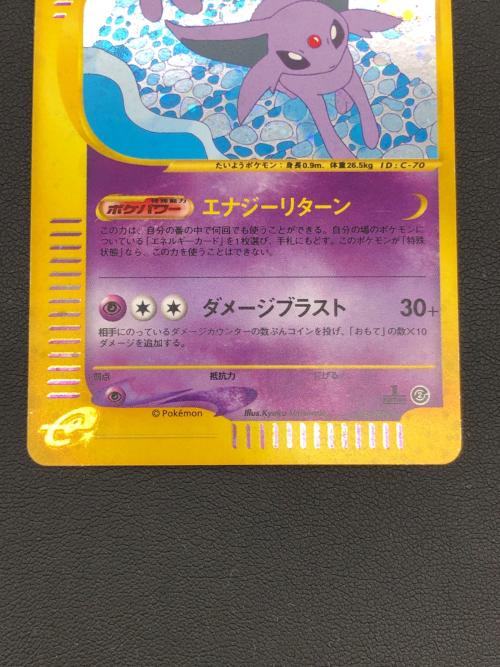 たいようポケモン：身長0.9m、体重26.5kg ID：C-70
特殊能力
ポケパワー エナジーリターン
この力は、自分の番の中で何回でも使うことができる。自分の場のポケモンに
ついている「エネルギーカード」を1枚選び、手札にもどす。このポケモンが「特殊
状態」なら、この力を使うことはできない。
ダメージブラスト 30+
相手にのっているダメージカウンターの数ぶんコインを投げ、「おもて」の数×10
ダメージを追加する。
弱点 抵抗力 にげる
1
e
© Pokémon Illus.Kyoko